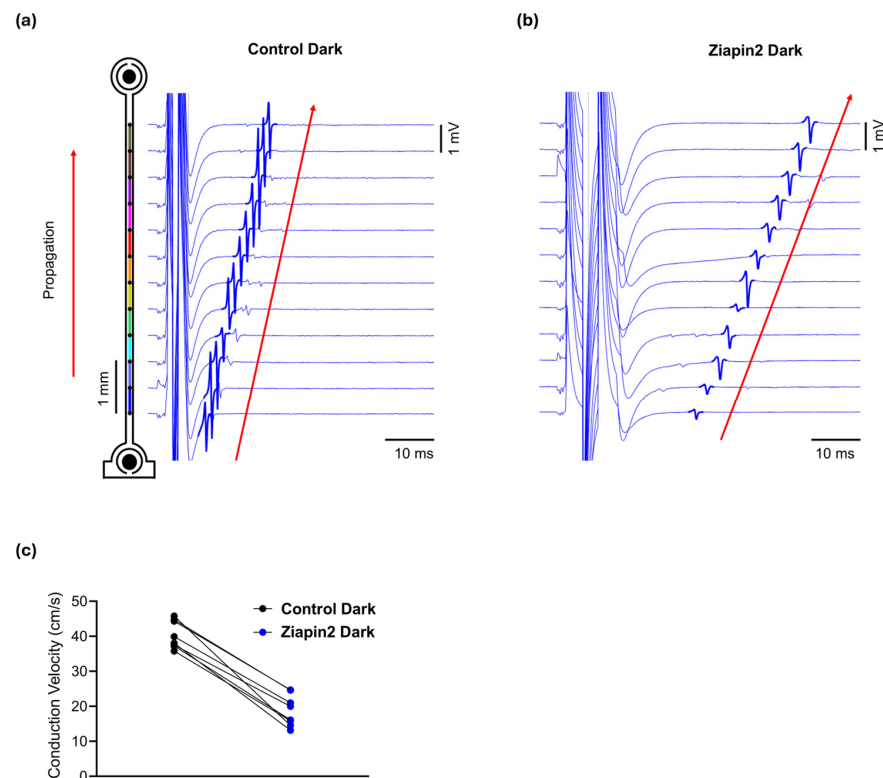 (a)
Control Dark
Propagation
1 mm
1 mV
10 ms
(b)
Ziapin2 Dark
1 mV
10 ms
(c)
Conduction Velocity (cm/s)
50
40
30
20
10
0
Control Dark
Ziapin2 Dark